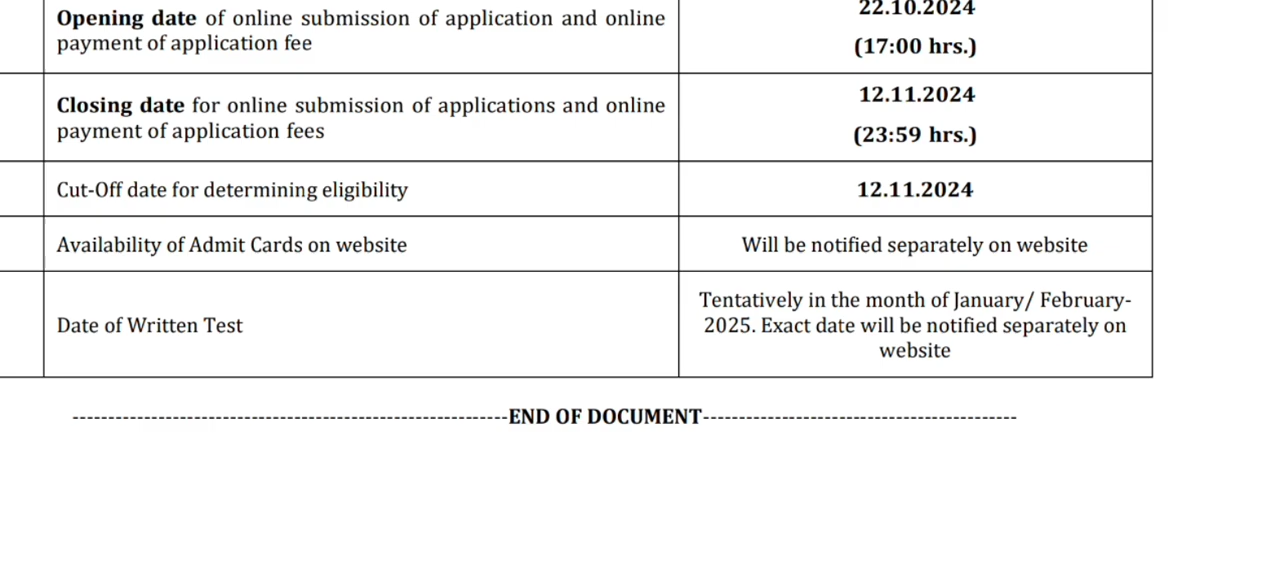 Opening date of online submission of application and online
payment of application fee
22.10.2024
(17:00 hrs.)
Closing date for online submission of applications and online
payment of application fees
12.11.2024
(23:59 hrs.)
Cut-Off date for determining eligibility
12.11.2024
Availability of Admit Cards on website
Will be notified separately on website
Date of Written Test
Tentatively in the month of January/ February-
2025. Exact date will be notified separately on
website
-------------------------------------------------------------END OF DOCUMENT--------------------------------------------